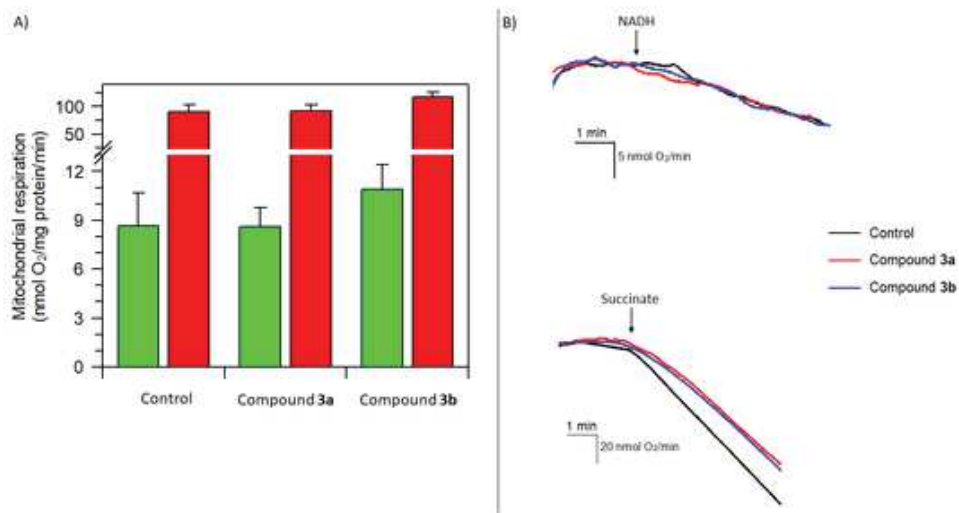 A)
Mitochondrial respiration
(nmol O₂/mg protein/min)
100
50
12
9
6
3
0
Control
Compound 3a
Compound 3b
B)
NADH
1 min
5 nmol O₂/min
Control
Compound 3a
Compound 3b
Succinate
1 min
20 nmol O₂/min